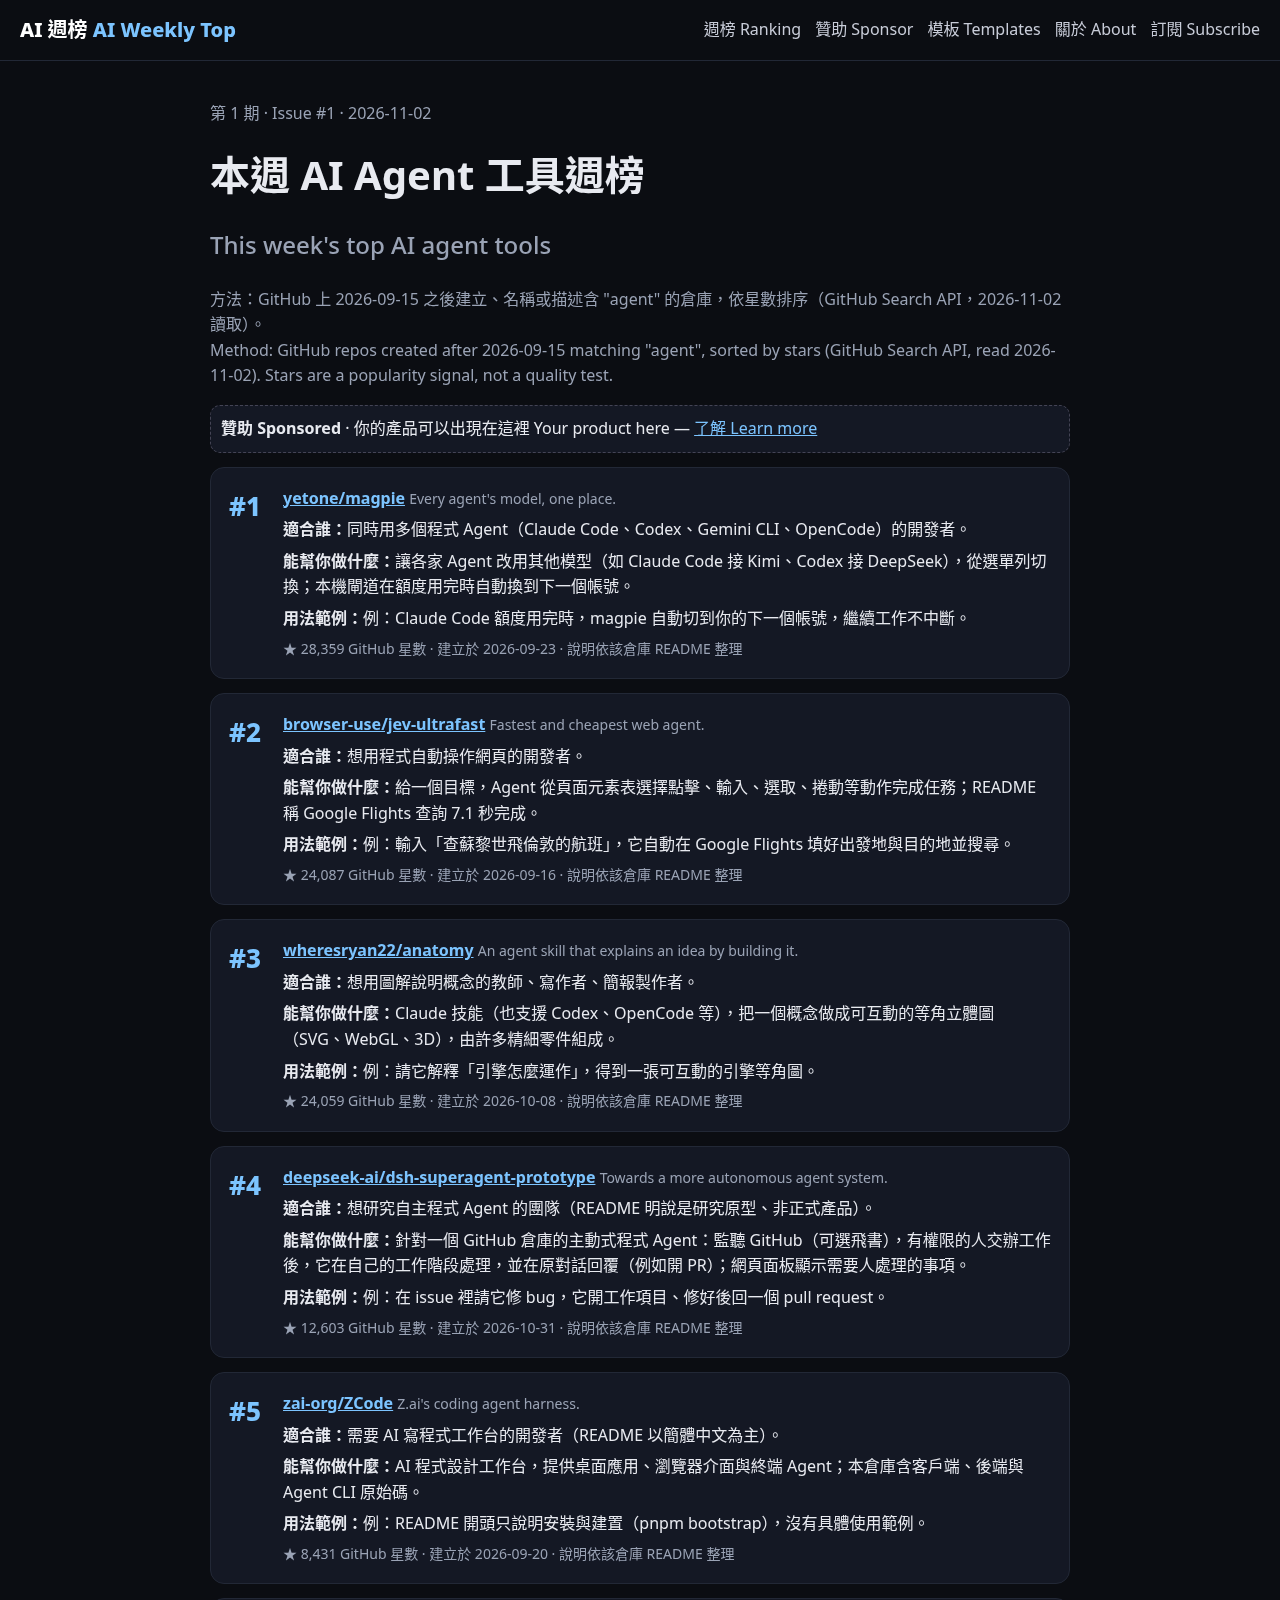 AI 週榜 AI Weekly Top
週榜 Ranking 贊助 Sponsor 模板 Templates 關於 About 訂閱 Subscribe
第 1 期 · Issue #1 · 2026-11-02
本週 AI Agent 工具週榜
This week's top AI agent tools
方法：GitHub 上 2026-09-15 之後建立、名稱或描述含 "agent" 的倉庫，依星數排序（GitHub Search API，2026-11-02
讀取）。
Method: GitHub repos created after 2026-09-15 matching "agent", sorted by stars (GitHub Search API, read 2026-
11-02). Stars are a popularity signal, not a quality test.
贊助 Sponsored · 你的產品可以出現在這裡 Your product here — 了解 Learn more
#1
yetone/magpie Every agent's model, one place.
適合誰：同時用多個程式 Agent（Claude Code、Codex、Gemini CLI、OpenCode）的開發者。
能幫你做什麼：讓各家 Agent 改用其他模型（如 Claude Code 接 Kimi、Codex 接 DeepSeek），從選單列切
換；本機閘道在額度用完時自動換到下一個帳號。
用法範例：例：Claude Code 額度用完時，magpie 自動切到你的下一個帳號，繼續工作不中斷。
★ 28,359 GitHub 星數 · 建立於 2026-09-23 · 說明依該倉庫 README 整理
#2
browser-use/jev-ultrafast Fastest and cheapest web agent.
適合誰：想用程式自動操作網頁的開發者。
能幫你做什麼：給一個目標，Agent 從頁面元素表選擇點擊、輸入、選取、捲動等動作完成任務；README
稱 Google Flights 查詢 7.1 秒完成。
用法範例：例：輸入「查蘇黎世飛倫敦的航班」，它自動在 Google Flights 填好出發地與目的地並搜尋。
★ 24,087 GitHub 星數 · 建立於 2026-09-16 · 說明依該倉庫 README 整理
#3
wheresryan22/anatomy An agent skill that explains an idea by building it.
適合誰：想用圖解說明概念的教師、寫作者、簡報製作者。
能幫你做什麼：Claude 技能（也支援 Codex、OpenCode 等），把一個概念做成可互動的等角立體圖
（SVG、WebGL、3D），由許多精細零件組成。
用法範例：例：請它解釋「引擎怎麼運作」，得到一張可互動的引擎等角圖。
★ 24,059 GitHub 星數 · 建立於 2026-10-08 · 說明依該倉庫 README 整理
#4
deepseek-ai/dsh-superagent-prototype Towards a more autonomous agent system.
適合誰：想研究自主程式 Agent 的團隊（README 明說是研究原型、非正式產品）。
能幫你做什麼：針對一個 GitHub 倉庫的主動式程式 Agent：監聽 GitHub（可選飛書），有權限的人交辦工作
後，它在自己的工作階段處理，並在原對話回覆（例如開 PR）；網頁面板顯示需要人處理的事項。
用法範例：例：在 issue 裡請它修 bug，它開工作項目、修好後回一個 pull request。
★ 12,603 GitHub 星數 · 建立於 2026-10-31 · 說明依該倉庫 README 整理
#5
zai-org/ZCode Z.ai's coding agent harness.
適合誰：需要 AI 寫程式工作台的開發者（README 以簡體中文為主）。
能幫你做什麼：AI 程式設計工作台，提供桌面應用、瀏覽器介面與終端 Agent；本倉庫含客戶端、後端與
Agent CLI 原始碼。
用法範例：例：README 開頭只說明安裝與建置（pnpm bootstrap），沒有具體使用範例。
★ 8,431 GitHub 星數 · 建立於 2026-09-20 · 說明依該倉庫 README 整理